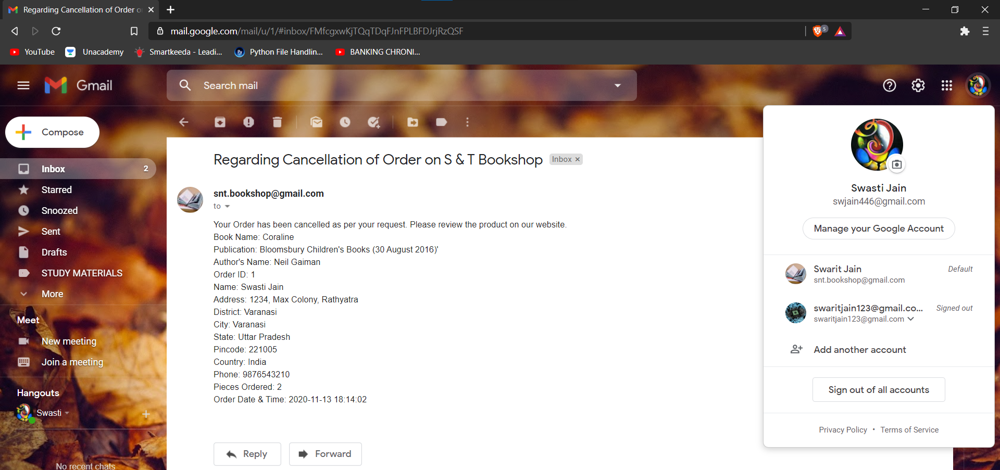 Regarding Cancellation of Order o
mail.google.com/mail/u/1/#inbox/FMfcgxwKjTQqTDqFJnFPLBFDJrjRzQSF
5
YouTube
Unacademy
Smartkeeda - Leadi...
Py
Python File Handlin...
BANKING CHRONI...
Gmail
Search mail
Compose
Inbox 2
Starred
Snoozed
Sent
Drafts
STUDY MATERIALS
More
Meet
New meeting
Join a meeting
Hangouts
Swasti
No recent chats
Regarding Cancellation of Order on S & T Bookshop Inbox ×
snt.bookshop@gmail.com
to
Your Order has been cancelled as per your request. Please review the product on our website.
Book Name: Coraline
Publication: Bloomsbury Children's Books (30 August 2016)'
Author's Name: Neil Gaiman
Order ID: 1
Name: Swasti Jain
Address: 1234, Max Colony, Rathyatra
District: Varanasi
City: Varanasi
State: Uttar Pradesh
Pincode: 221005
Country: India
Phone: 9876543210
Pieces Ordered: 2
Order Date & Time: 2020-11-13 18:14:02
Reply
Forward
Swasti Jain
swjain446@gmail.com
Manage your Google Account
Swarit Jain Default
snt.bookshop@gmail.com
swaritjain123@gmail.co... Signed out
swaritjain123@gmail.com
Add another account
Sign out of all accounts
Privacy Policy • Terms of Service